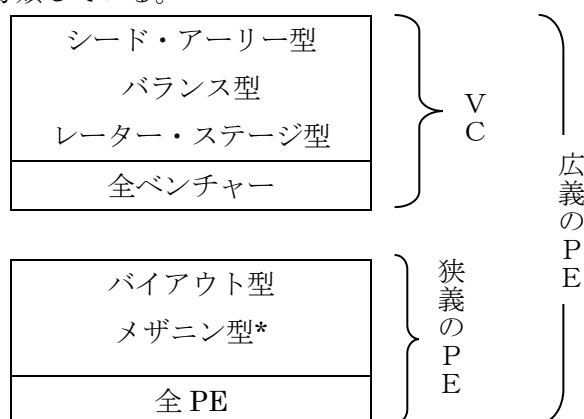 シード・アーリー型
バランス型
レーター・ステージ型
全ベンチャー
VC
バイアウト型
メザニン型*
全 PE
狭義のPE
広義のPE